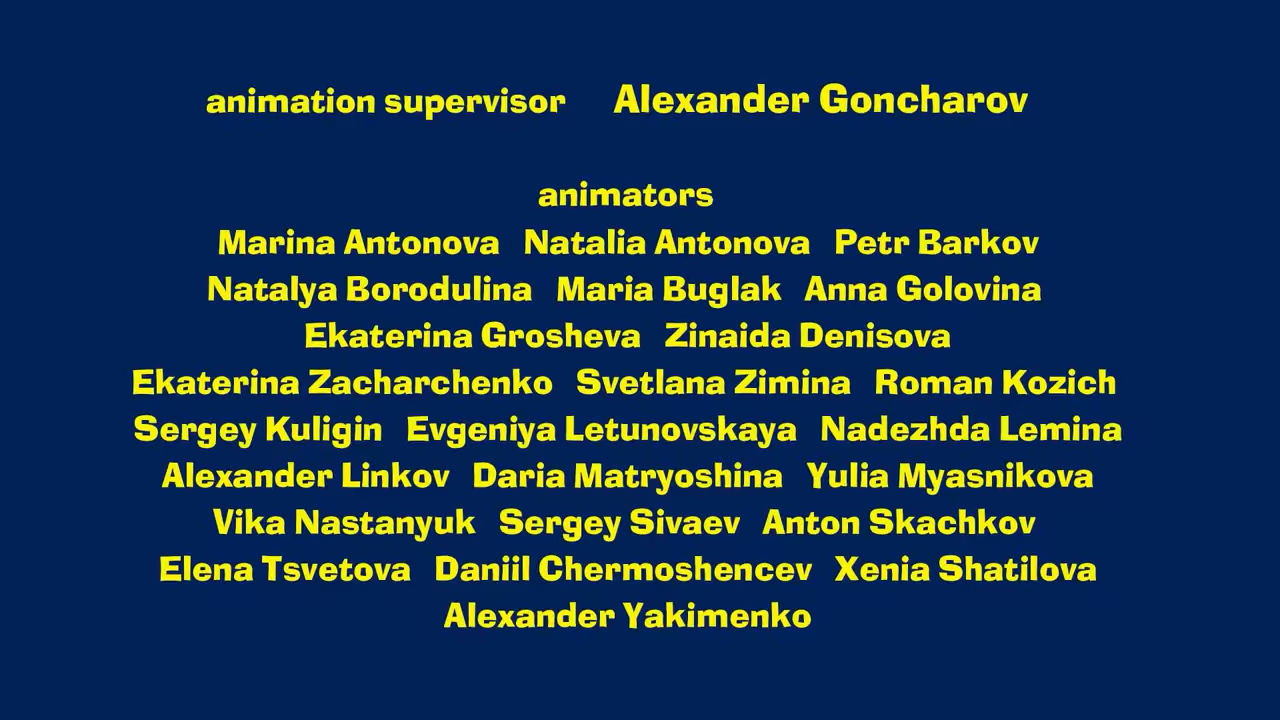 animation supervisor Alexander Goncharov
animators
Marina Antonova Natalia Antonova Petr Barkov
Natalya Borodulina Maria Buglak Anna Golovina
Ekaterina Grosheva Zinaida Denisova
Ekaterina Zacharchenko Svetlana Zimina Roman Kozich
Sergey Kuligin Evgeniya Letunovskaya Nadezhda Lemina
Alexander Linkov Daria Matryoshina Yulia Myasnikova
Vika Nastanyuk Sergey Sivaev Anton Skachkov
Elena Tsvetova Daniil Chermoshencev Xenia Shatilova
Alexander Yakimenko